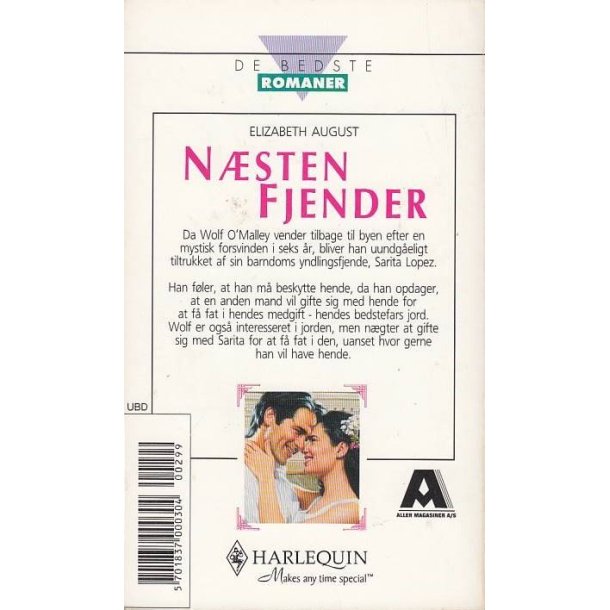 DE BEDSTE
ROMANER
ELIZABETH AUGUST
NÆSTEN
FJENDER
Da Wolf O'Malley vender tilbage til byen efter en
mystisk forsvinden i seks år, bliver han uundgåeligt
tiltrukket af sin barndoms yndlingsfjende, Sarita Lopez.
Han føler, at han må beskytte hende, da han opdager,
at en anden mand vil gifte sig med hende for
at få fat i hendes medgift - hendes bedstefars jord.
Wolf er også interesseret i jorden, men nægter at gifte
sig med Sarita for at få fat i den, uanset hvor gerne
han vil have hende.
UBD
00299
5 701837 000304
ALLER MAGASINER A/S
HARLEQUIN
Makes any time special™